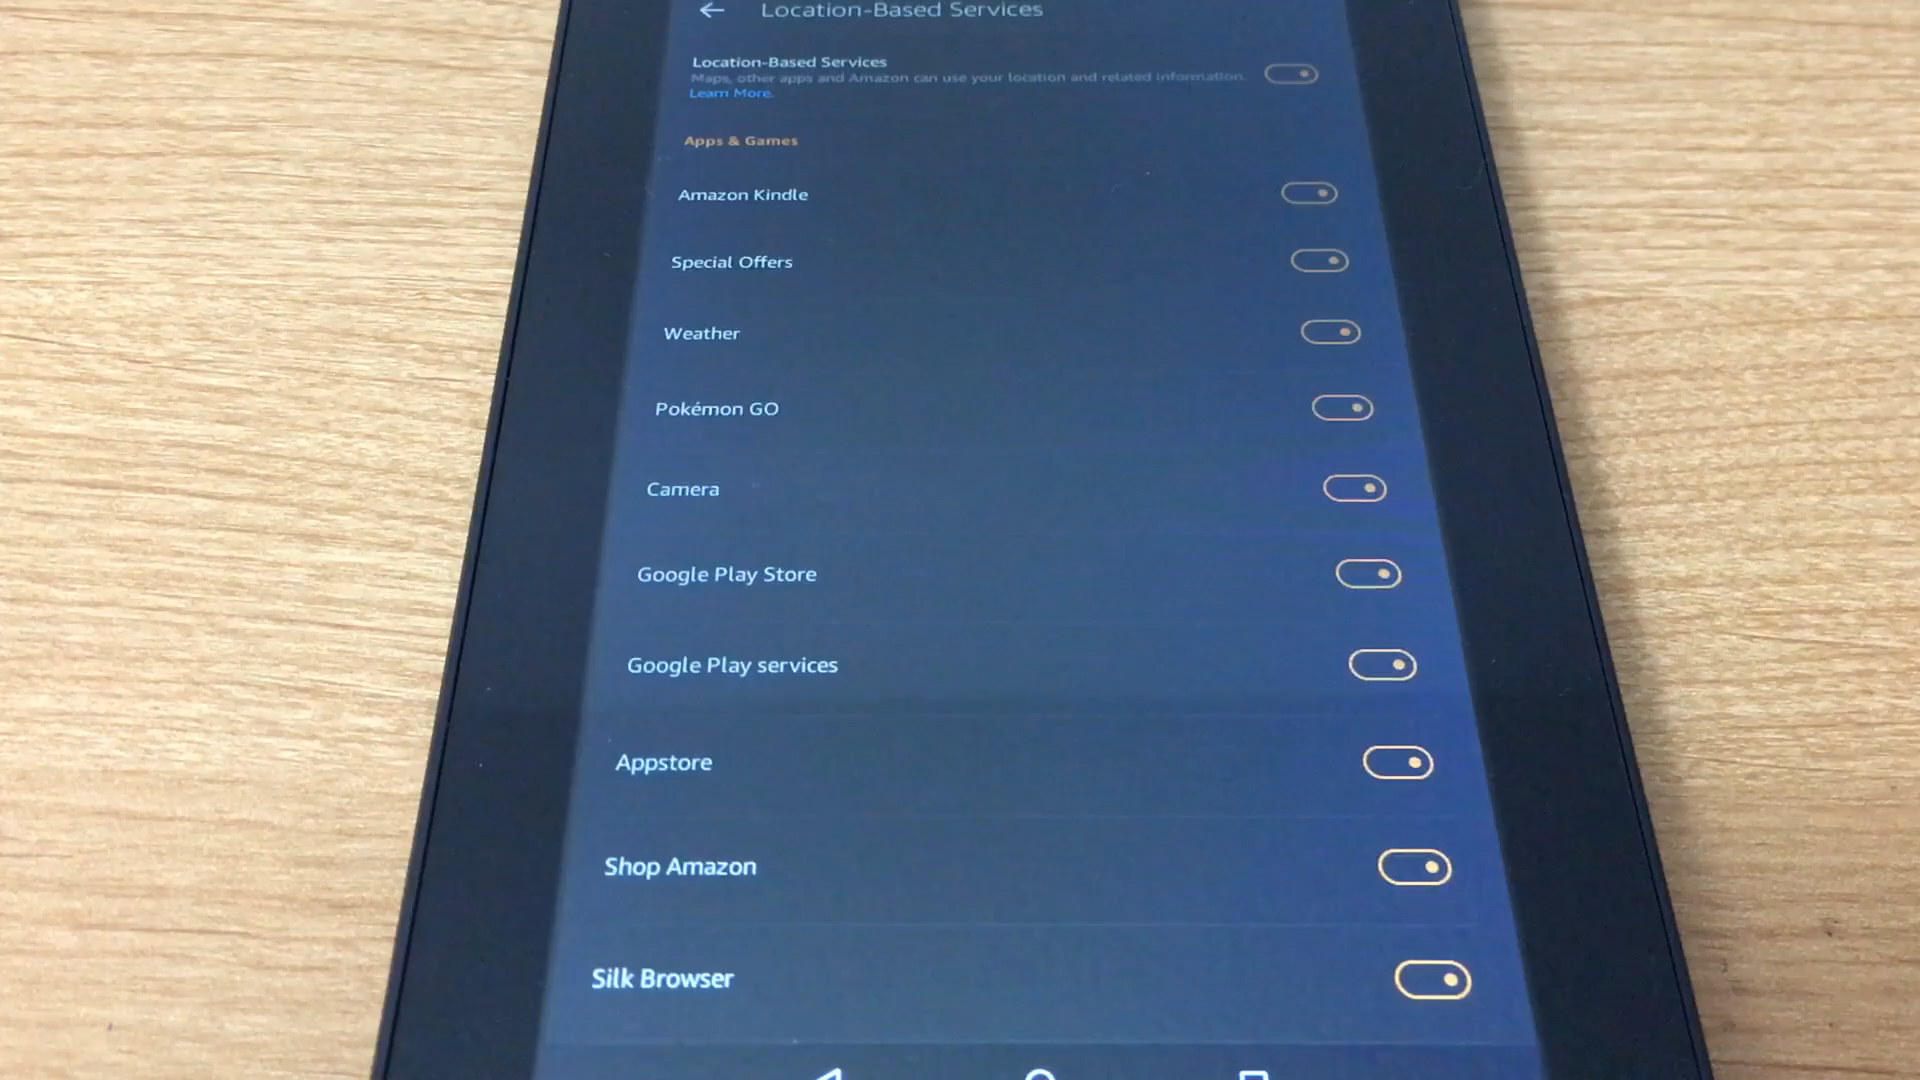 Location-Based Services
Location-Based Services
Maps, other apps and Amazon can use your location and related information.
Learn More.
Apps & Games
Amazon Kindle
Special Offers
Weather
Pokémon GO
Camera
Google Play Store
Google Play services
Appstore
Shop Amazon
Silk Browser